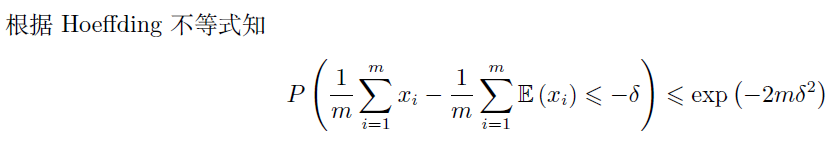 根据 Hoeffding 不等式知
P ( 1/m ∑_{i=1}^{m} x_i − 1/m ∑_{i=1}^{m} 𝔼 (x_i) ⩽ −δ ) ⩽ exp (−2mδ²)